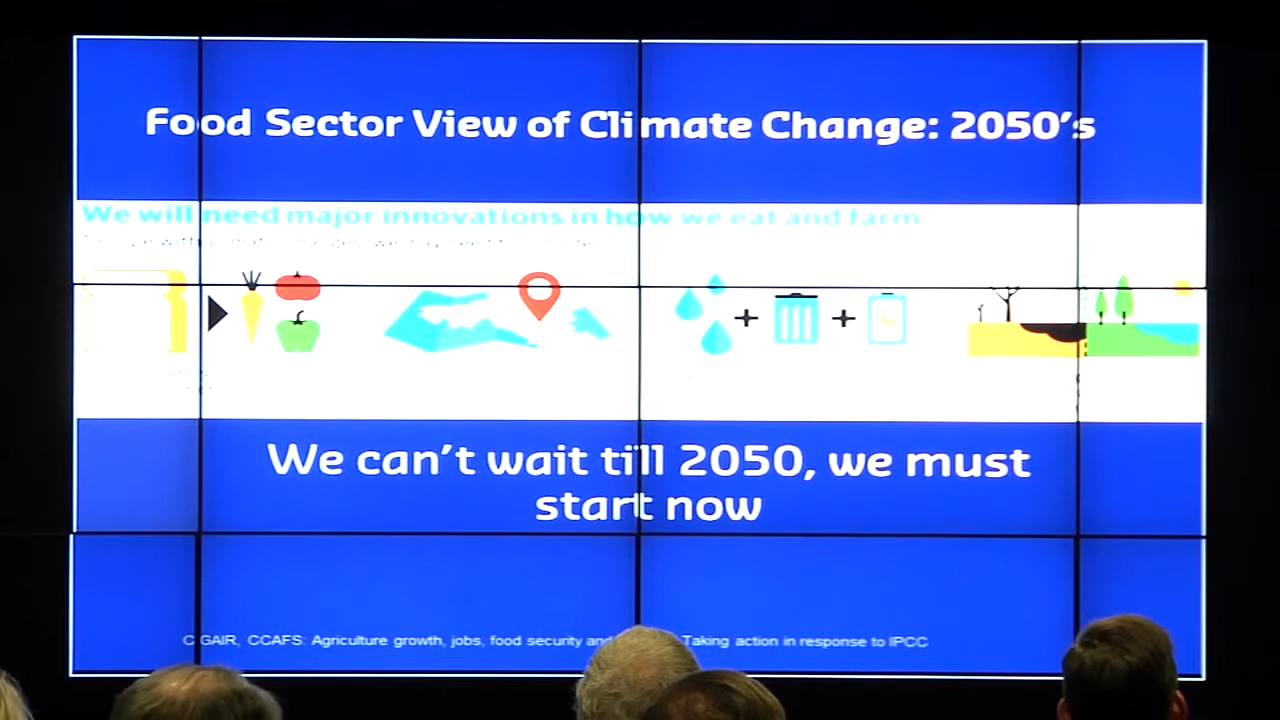 Food Sector View of Climate Change: 2050's
We will need major innovations in how we eat and farm
We can't wait till 2050, we must
start now
CIGAIR, CCAFS: Agriculture growth, jobs, food security and Taking action in response to IPCC